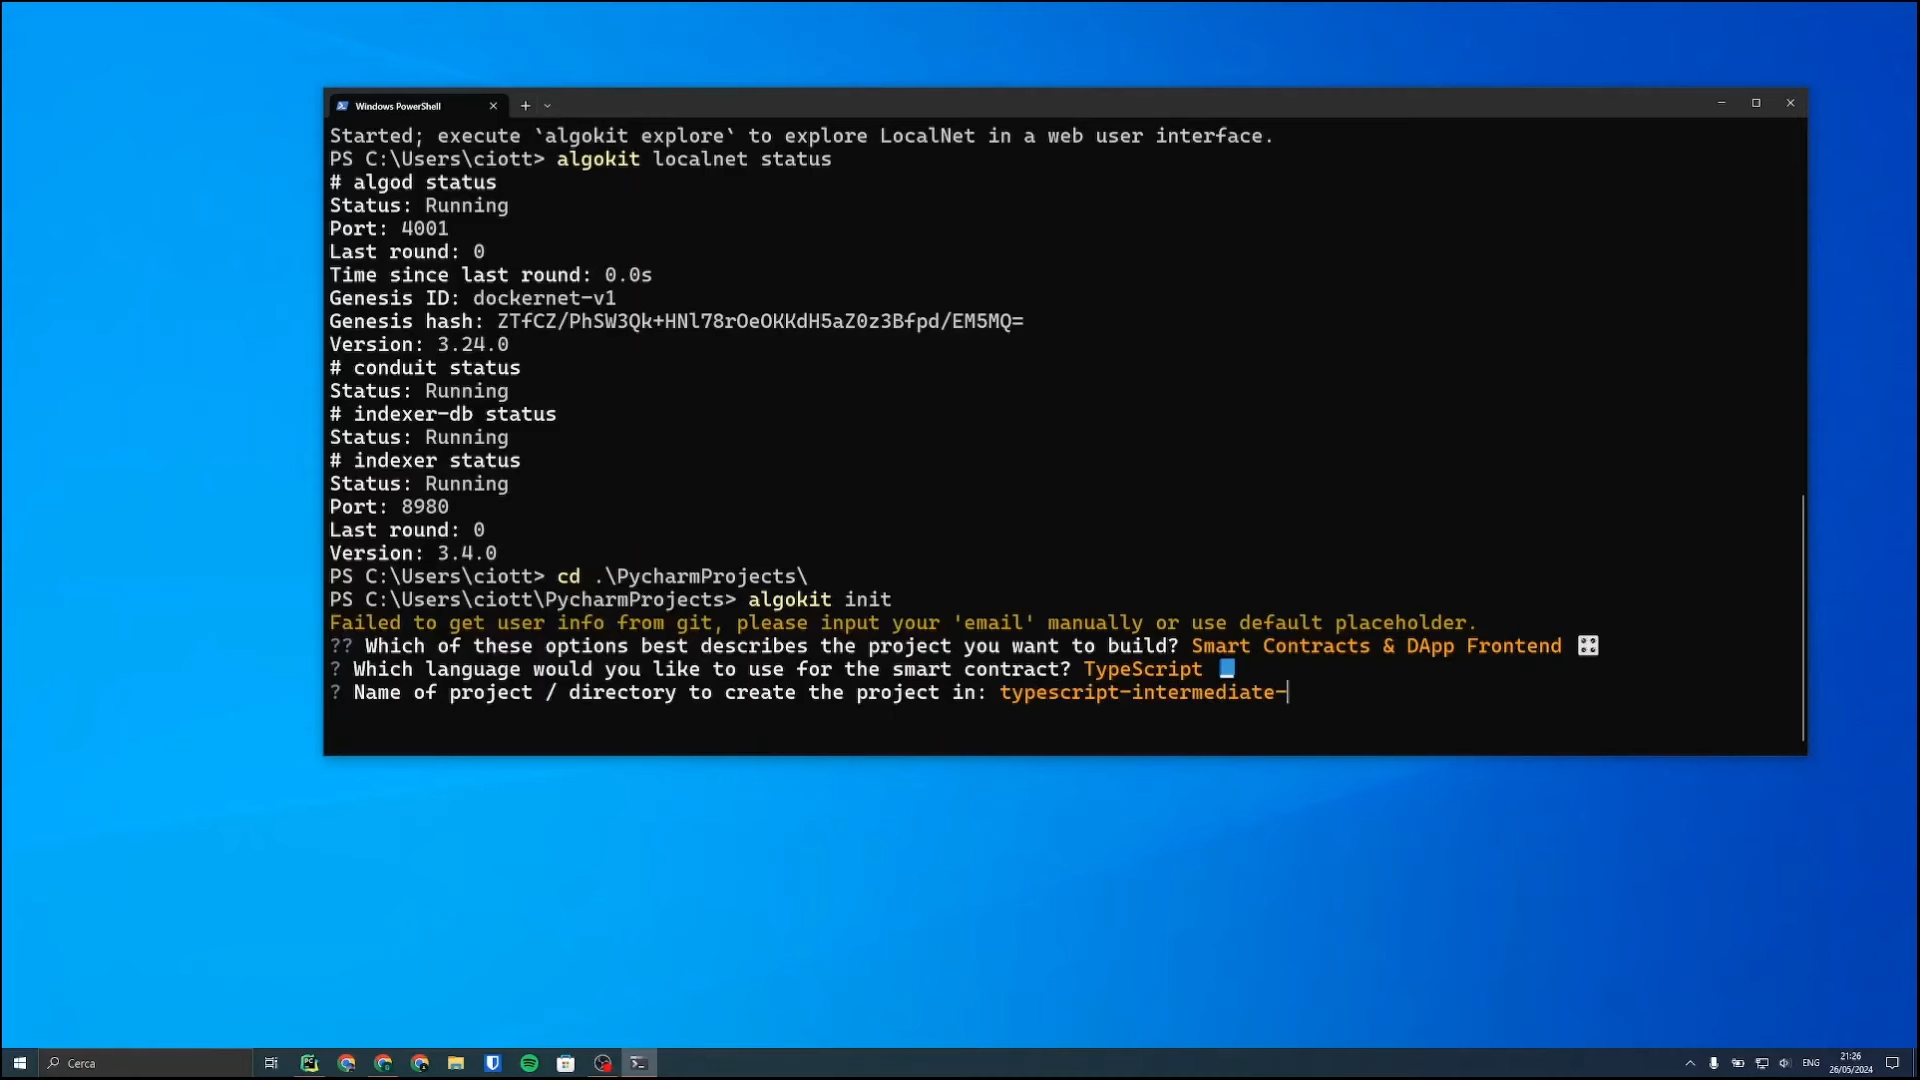 Windows PowerShell
Started; execute `algokit explore` to explore LocalNet in a web user interface.
PS C:\Users\ciott> algokit localnet status
# algod status
Status: Running
Port: 4001
Last round: 0
Time since last round: 0.0s
Genesis ID: dockernet-v1
Genesis hash: ZTfCZ/PhSW3Qk+HNl78rOeOKKdH5aZ0z3Bfpd/EM5MQ=
Version: 3.24.0
# conduit status
Status: Running
# indexer-db status
Status: Running
# indexer status
Status: Running
Port: 8980
Last round: 0
Version: 3.4.0
PS C:\Users\ciott> cd .\PycharmProjects\
PS C:\Users\ciott\PycharmProjects> algokit init
Failed to get user info from git, please input your 'email' manually or use default placeholder.
?? Which of these options best describes the project you want to build? Smart Contracts & DApp Frontend 🎛️
? Which language would you like to use for the smart contract? TypeScript 📘
? Name of project / directory to create the project in: typescript-intermediate-
Cerca
ENG
21:26
26/05/2024